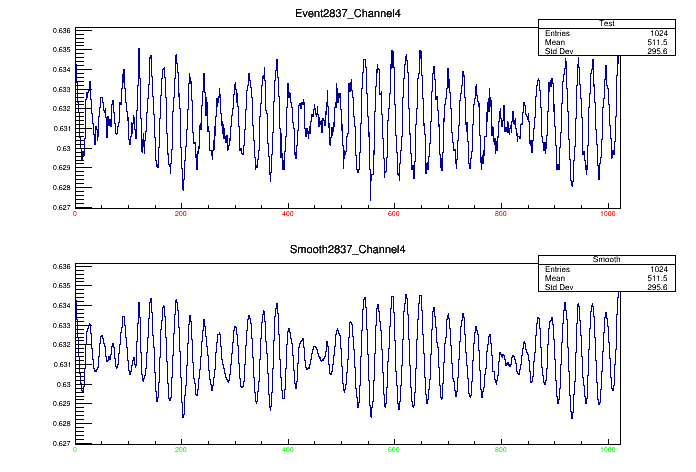 Event2837_Channel4
Test
Entries 1024
Mean 511.5
Std Dev 295.6
0.636
0.635
0.634
0.633
0.632
0.631
0.63
0.629
0.628
0.627
0 200 400 600 800 1000
Smooth2837_Channel4
Smooth
Entries 1024
Mean 511.5
Std Dev 295.6
0.636
0.635
0.634
0.633
0.632
0.631
0.63
0.629
0.628
0.627
0 200 400 600 800 1000